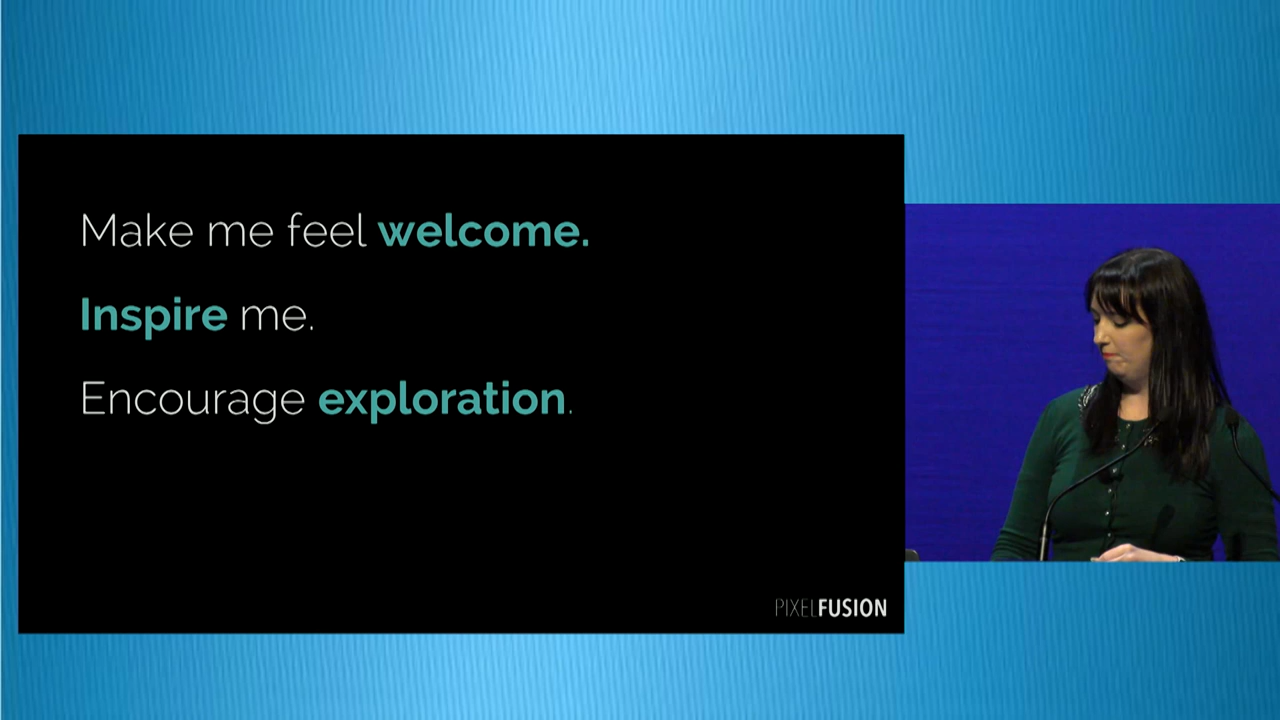 Make me feel welcome.
Inspire me.
Encourage exploration.
PIXELFUSION